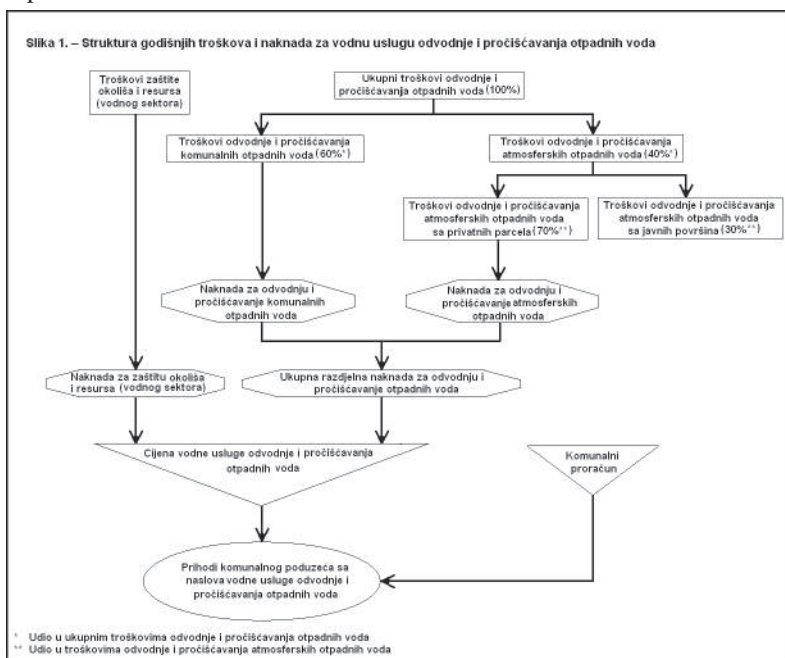 Slika 1. – Struktura godišnjih troškova i naknada za vodnu uslugu odvodnje i pročišćavanja otpadnih voda
Troškovi zaštite
okoliša i resursa
(vodnog sektora)
Ukupni troškovi odvodnje i
pročišćavanja otpadnih voda (100%)
Troškovi odvodnje i pročišćavanja
komunalnih otpadnih voda (60%*)
Troškovi odvodnje i pročišćavanja
atmosferskih otpadnih voda (40%*)
Troškovi odvodnje i pročišćavanja
atmosferskih otpadnih voda
sa privatnih parcela (70%**)
Troškovi odvodnje i pročišćavanja
atmosferskih otpadnih voda
sa javnih površina (30%**)
Naknada za odvodnju i
pročišćavanje komunalnih
otpadnih voda
Naknada za odvodnju i
pročišćavanje atmosferskih
otpadnih voda
Naknada za zaštitu okoliša
i resursa (vodnog sektora)
Ukupna razdjelna naknada za odvodnju i
pročišćavanje otpadnih voda
Cijena vodne usluge odvodnje i pročišćavanja
otpadnih voda
Komunalni
proračun
Prihodi komunalnog poduzeća sa
naslova vodne usluge odvodnje i
pročišćavanja otpadnih voda
* Udio u ukupnim troškovima odvodnje i pročišćavanja otpadnih voda
** Udio u troškovima odvodnje i pročišćavanja atmosferskih otpadnih voda